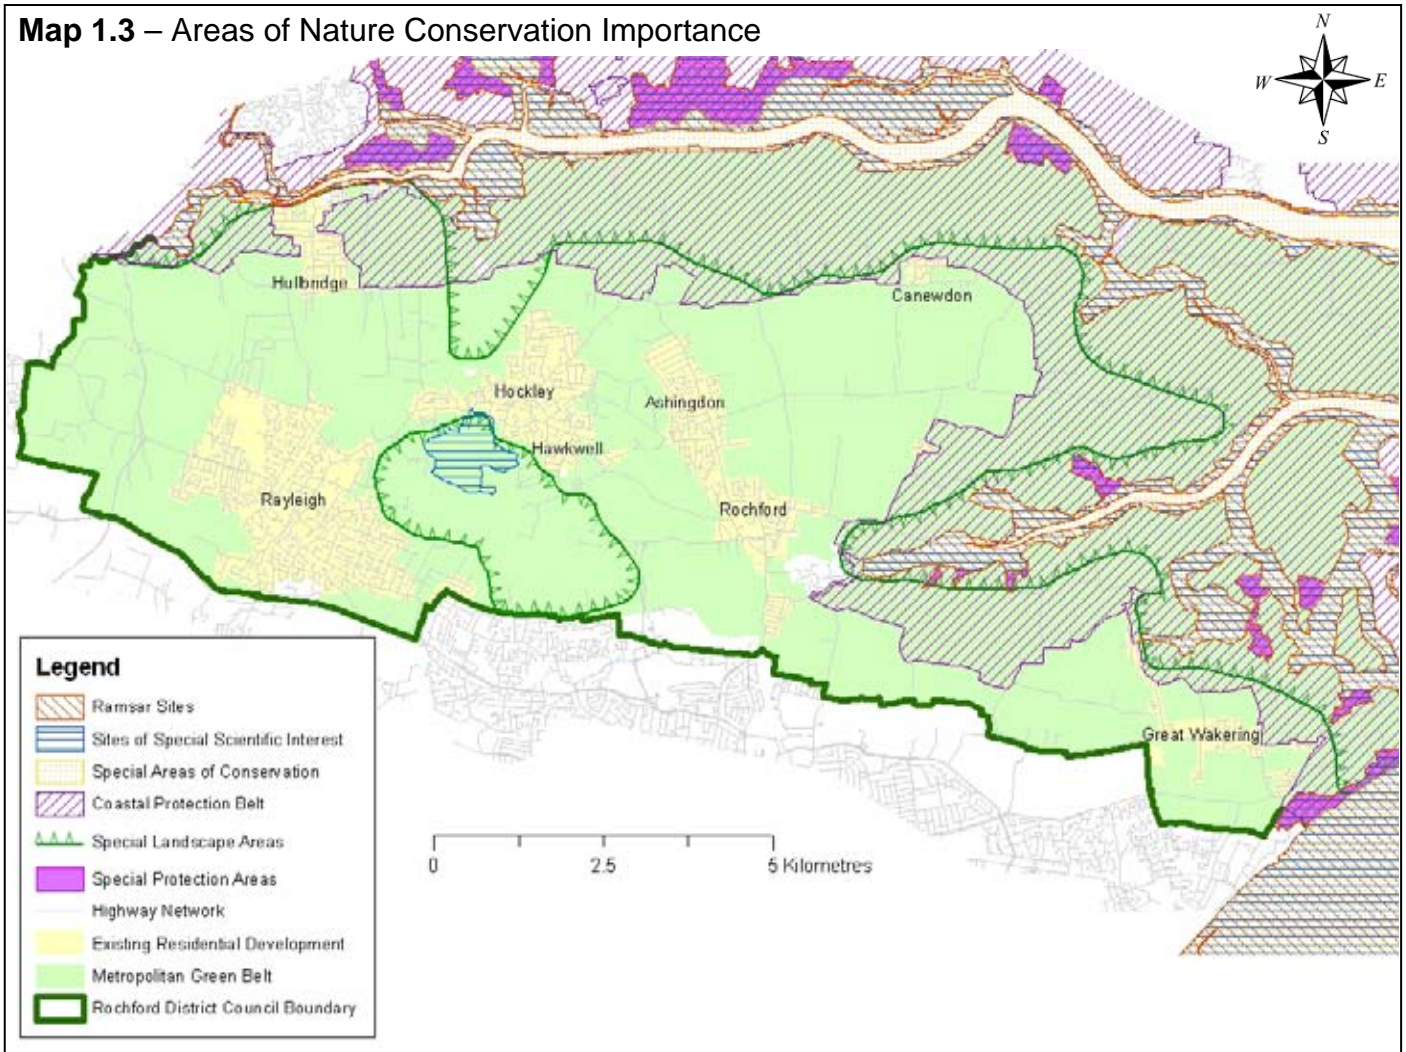 Map 1.3 – Areas of Nature Conservation Importance
N
W E
S
Hullbridge
Canewdon
Hockley
Ashingdon
Hawkwell
Rayleigh
Rochford
Great Wakering
Legend
Ramsar Sites
Sites of Special Scientific Interest
Special Areas of Conservation
Coastal Protection Belt
Special Landscape Areas
Special Protection Areas
Highway Network
Existing Residential Development
Metropolitan Green Belt
Rochford District Council Boundary
0 2.5 5 Kilometres